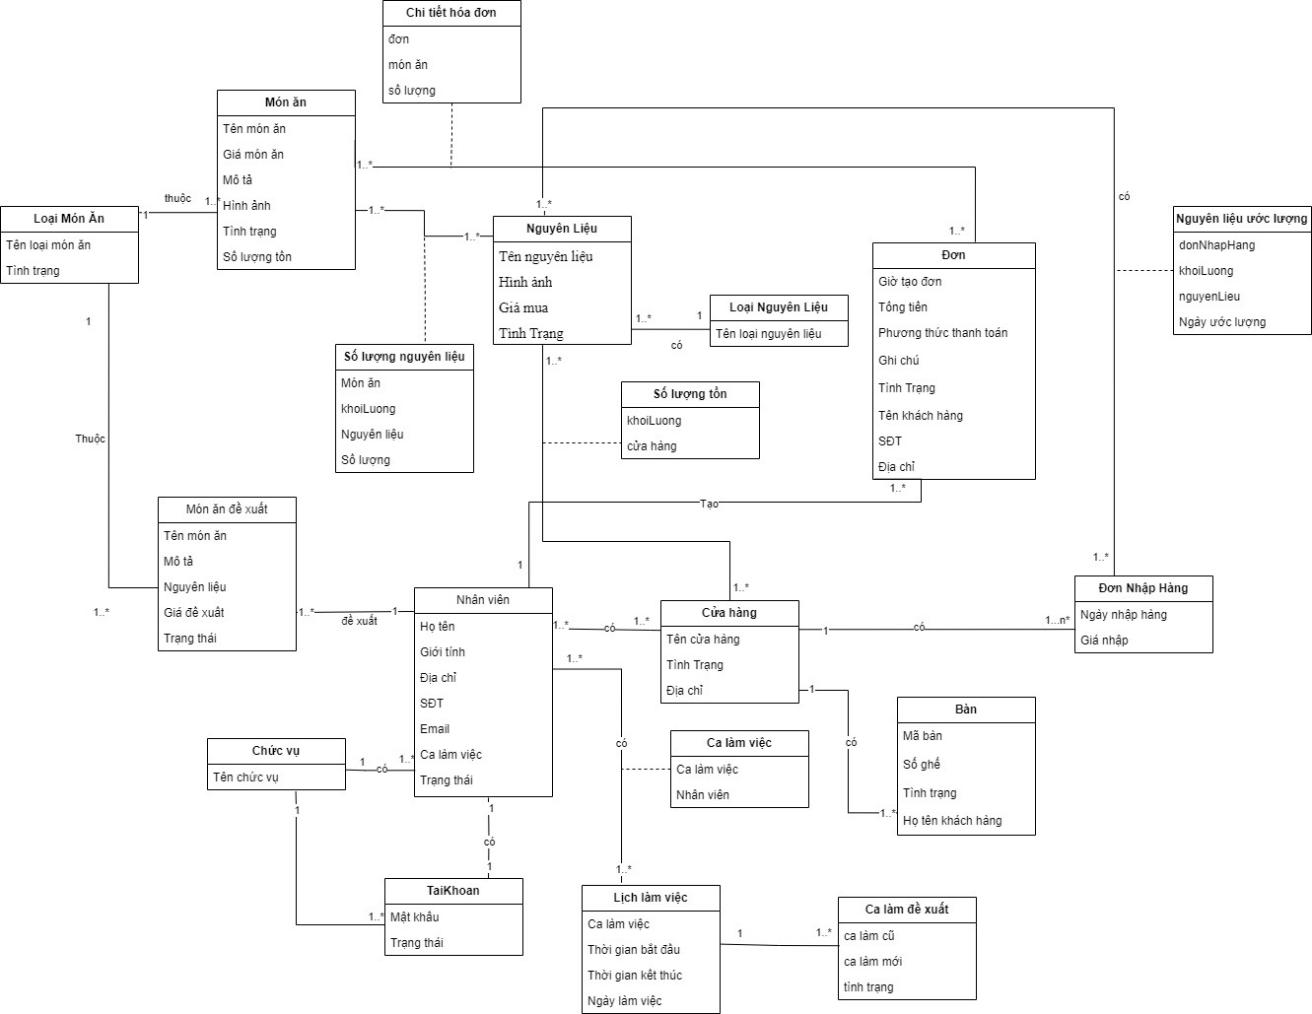 Chi tiết hóa đơn
đơn
món ăn
số lượng
Món ăn
Tên món ăn
Giá món ăn
Mô tả
Hình ảnh
Tình trạng
Số lượng tồn
1..*
thuộc
1
1..*
Loại Món Ăn
Tên loại món ăn
Tình trạng
1..*
1..*
1..*
Nguyên Liệu
Tên nguyên liệu
Hình ảnh
Giá mua
Tình Trạng
có
Nguyên liệu ước lượng
donNhapHang
khoiLuong
nguyenLieu
Ngày ước lượng
1..*
Đơn
Giờ tạo đơn
Tổng tiền
Phương thức thanh toán
Ghi chú
Tình Trạng
Tên khách hàng
SĐT
Địa chỉ
Loại Nguyên Liệu
Tên loại nguyên liệu
1..*
1
có
1
Số lượng nguyên liệu
Món ăn
khoiLuong
Nguyên liệu
Số lượng
1..*
Số lượng tồn
khoiLuong
cửa hàng
Thuộc
1..*
Tạo
Món ăn đề xuất
Tên món ăn
Mô tả
Nguyên liệu
Giá đề xuất
Trạng thái
1..*
1
1..*
1..*
1..*
đề xuất
1
Nhân viên
Họ tên
Giới tính
Địa chỉ
SĐT
Email
Ca làm việc
Trạng thái
1..*
có
1..*
Cửa hàng
Tên cửa hàng
Tình Trạng
Địa chỉ
1
có
1...n*
Đơn Nhập Hàng
Ngày nhập hàng
Giá nhập
1..*
1
có
1..*
Bàn
Mã bàn
Số ghế
Tình trạng
Họ tên khách hàng
có
Ca làm việc
Ca làm việc
Nhân viên
Chức vụ
Tên chức vụ
1
có
1..*
1
1
có
1
1..*
TaiKhoan
Mật khẩu
Trạng thái
1..*
Lịch làm việc
Ca làm việc
Thời gian bắt đầu
Thời gian kết thúc
Ngày làm việc
1
1..*
Ca làm đề xuất
ca làm cũ
ca làm mới
tình trạng